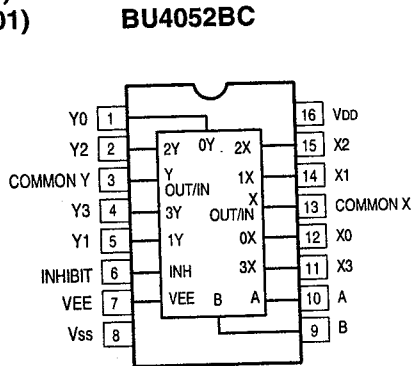 01) BU4052BC
Y0 1 16 VDD
Y2 2 2Y 0Y 2X 15 X2
COMMON Y 3 Y OUT/IN 1X 14 X1
Y3 4 3Y X OUT/IN 13 COMMON X
Y1 5 1Y 0X 12 X0
INHIBIT 6 INH 3X 11 X3
VEE 7 VEE B A 10 A
Vss 8 9 B